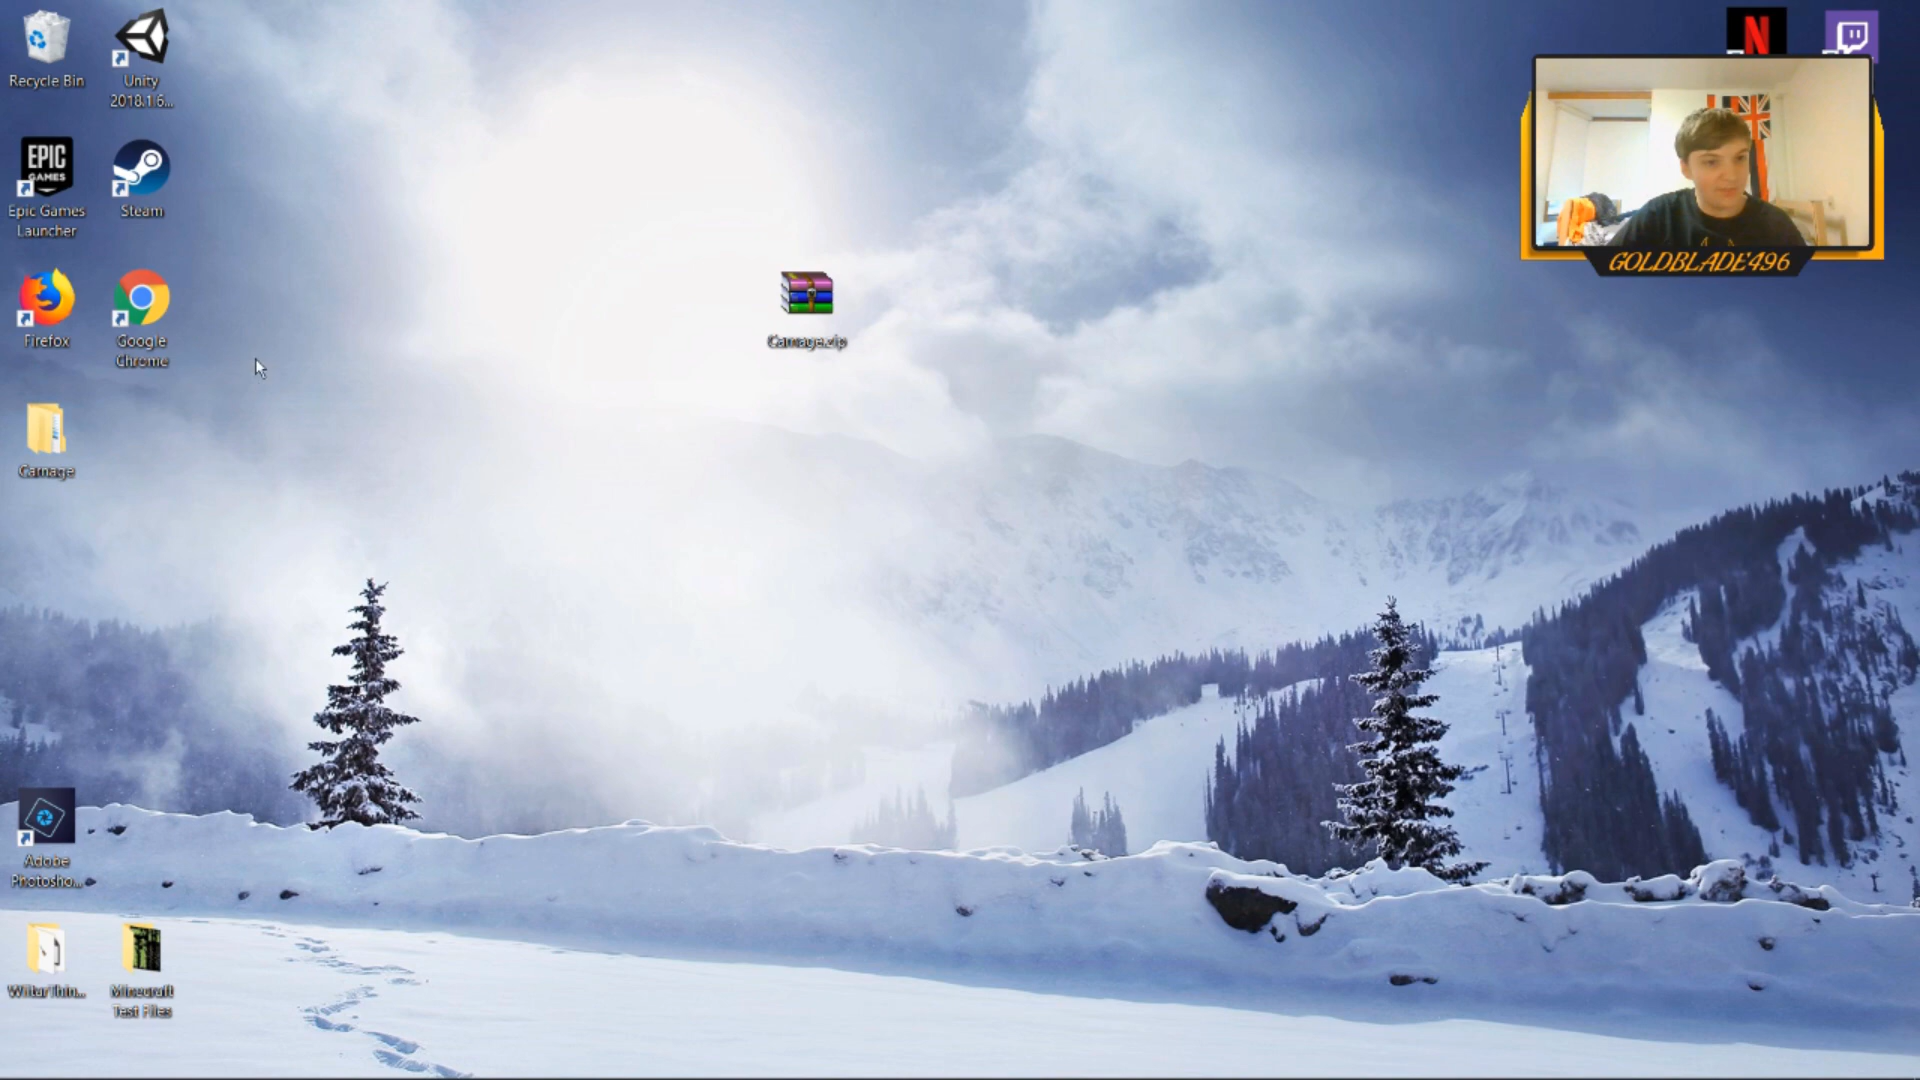 Recycle Bin
Unity
2018.1.6...
EPIC
GAMES
Epic Games
Launcher
Steam
Firefox
Google
Chrome
Carnage
Carnage.zip
N
GOLDBLADE496
Adobe
Photosho...
Minecraft
Test Files